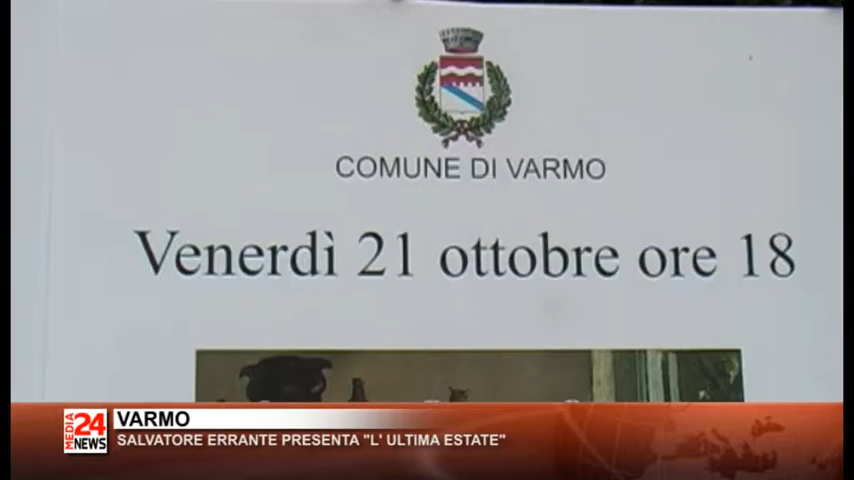 COMUNE DI VARMO
Venerdì 21 ottobre ore 18
MEDIA 24 NEWS
VARMO
SALVATORE ERRANTE PRESENTA "L' ULTIMA ESTATE"